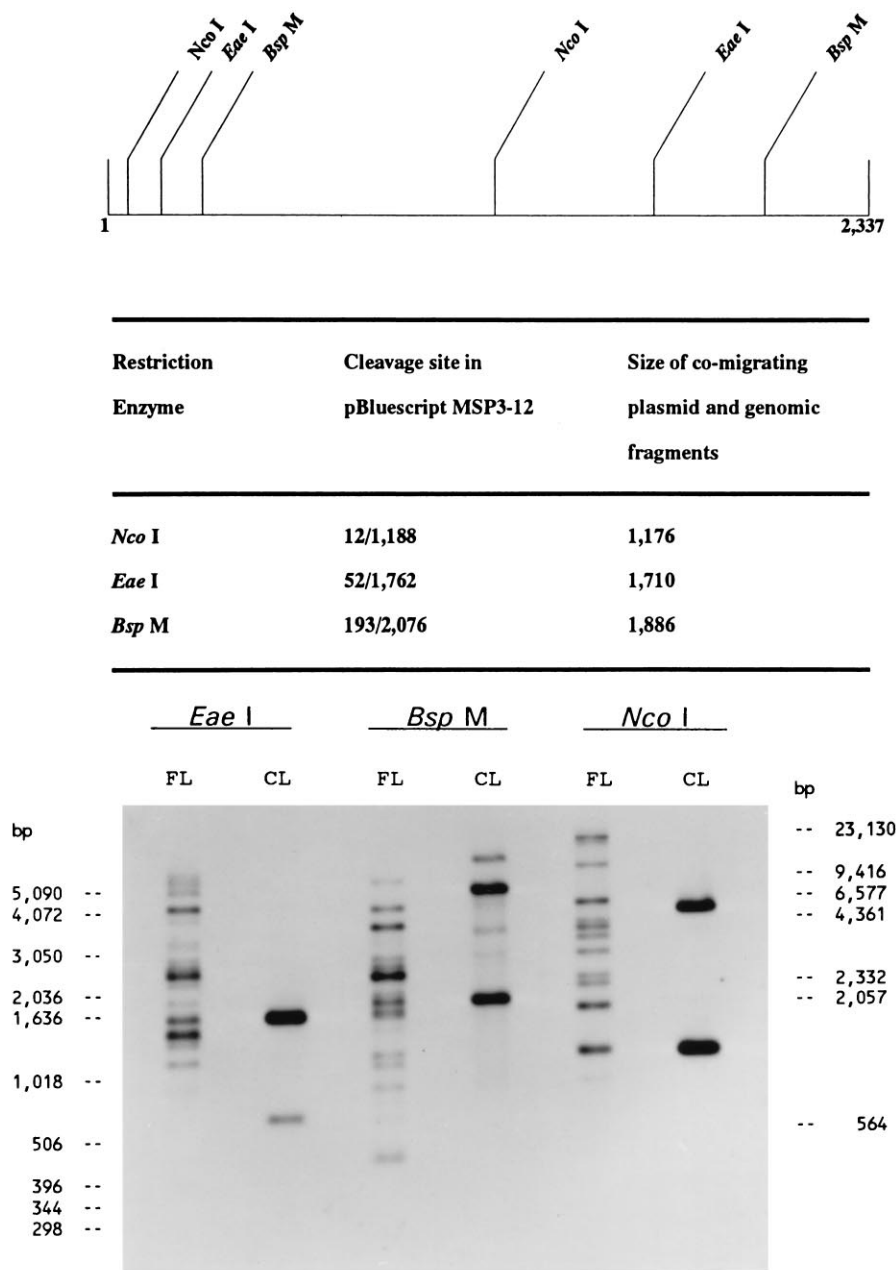 Nco I Eae I Bsp M Nco I Eae I Bsp M
1 2,337
Restriction Cleavage site in Size of co-migrating
Enzyme pBluescript MSP3-12 plasmid and genomic
fragments
Nco I 12/1,188 1,176
Eae I 52/1,762 1,710
Bsp M 193/2,076 1,886
Eae I Bsp M Nco I
FL CL FL CL FL CL
bp bp
-- 23,130
-- 9,416
5,090 -- -- 6,577
4,072 -- -- 4,361
3,050 --
-- 2,332
2,036 -- -- 2,057
1,636 --
1,018 --
-- 564
506 --
396 --
344 --
298 --